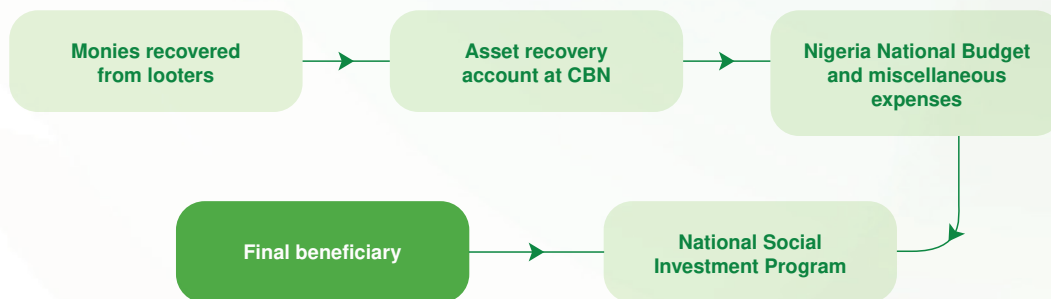 Monies recovered
from looters
Asset recovery
account at CBN
Nigeria National Budget
and miscellaneous
expenses
Final beneficiary
National Social
Investment Program